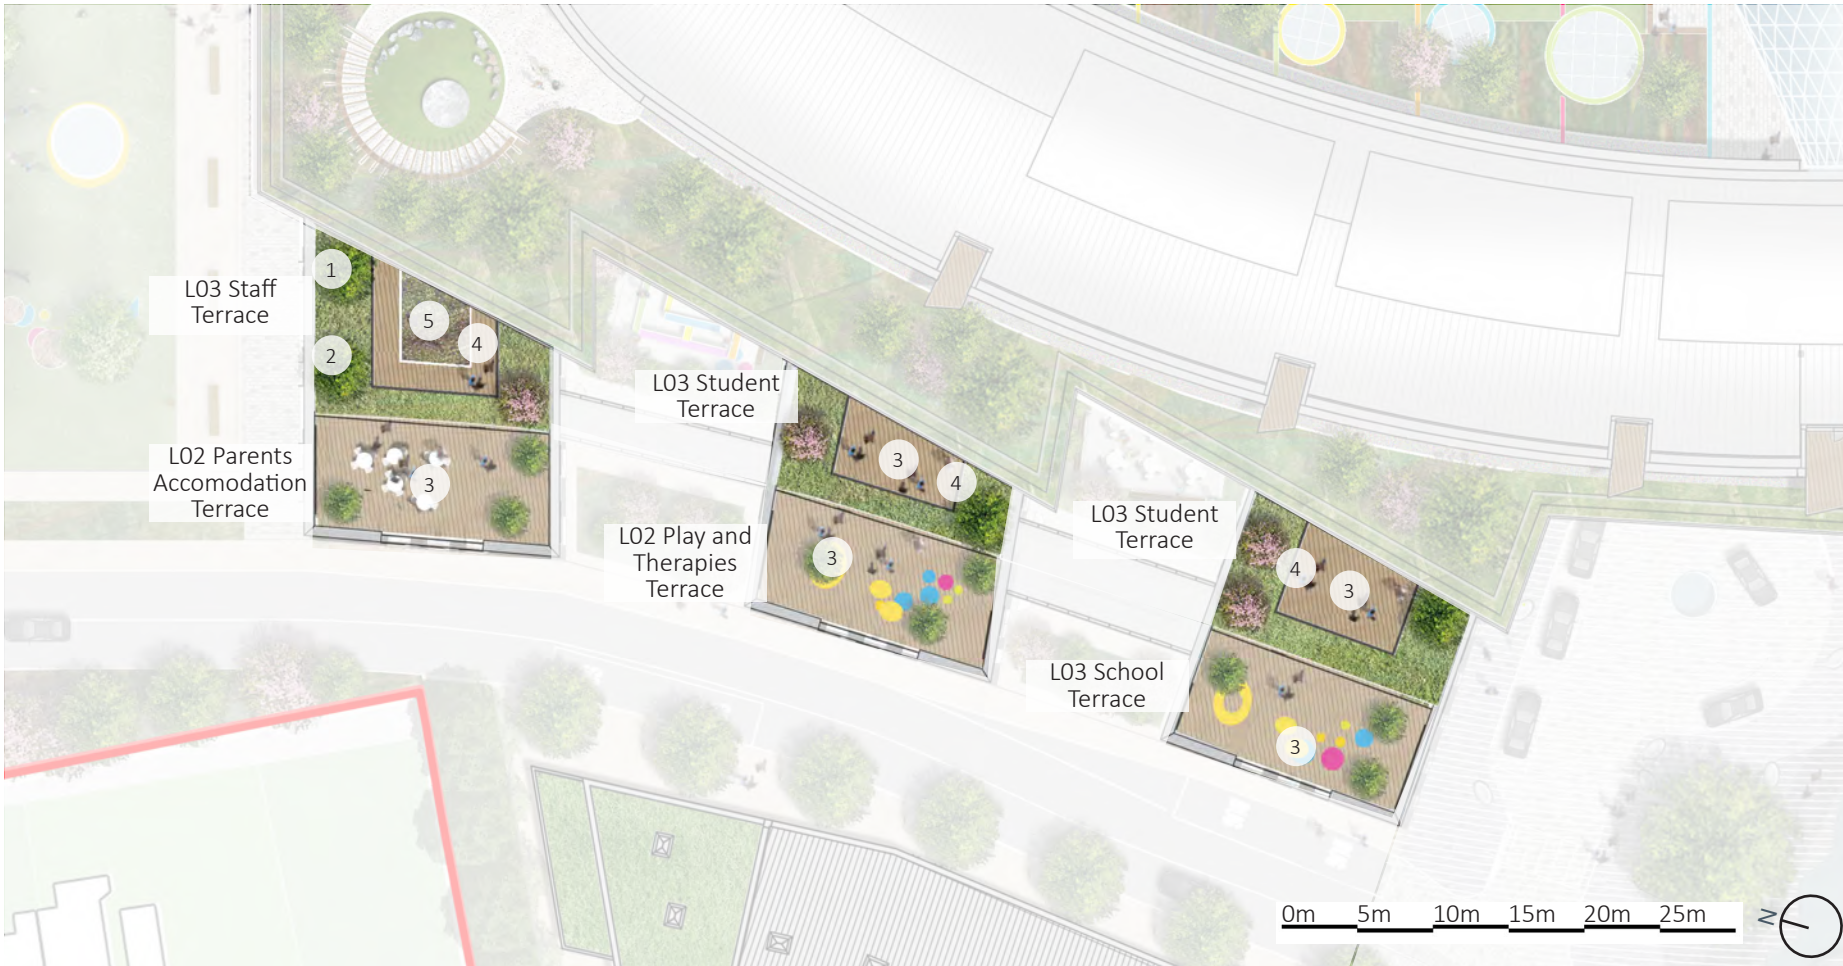 1
L03 Staff
Terrace
5
4
2
L03 Student
Terrace
L02 Parents
Accomodation
Terrace
3
3
4
L02 Play and
Therapies
Terrace
3
L03 Student
Terrace
4
3
L03 School
Terrace
3
0m 5m 10m 15m 20m 25m
N